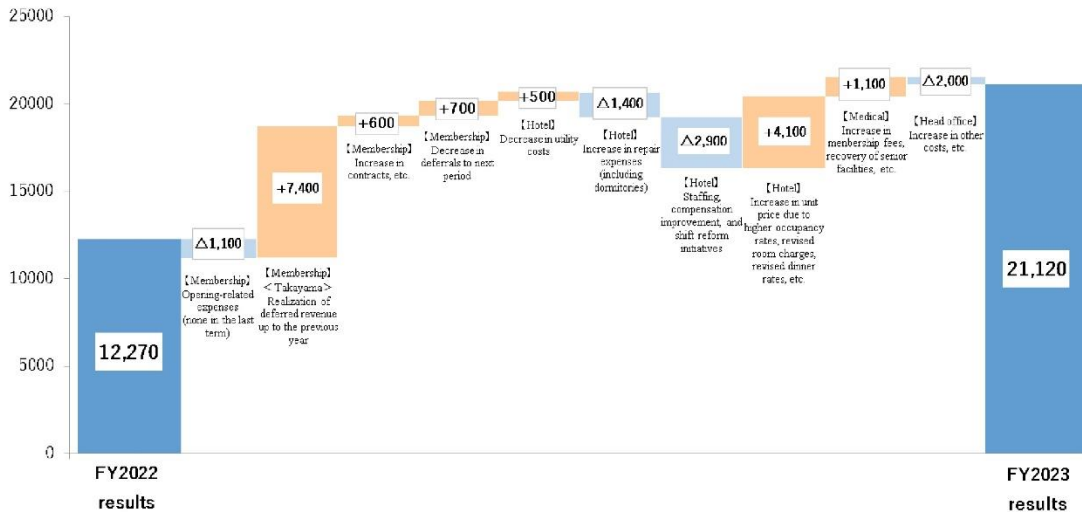 25000
20000
15000
10000
5000
0
12,270
FY2022
results
△1,100
【Membership】
Opening-related
expenses
(none in the last
term)
+7,400
【Membership】
＜Takayama＞
Realization of
deferred revenue
up to the previous
year
+600
【Membership】
Increase in
contracts, etc.
+700
【Membership】
Decrease in
deferrals to next
period
+500
【Hotel】
Decrease in utility
costs
△1,400
【Hotel】
Increase in repair
expenses
(including
dormitories)
△2,900
【Hotel】
Staffing,
compensation
improvement, and
shift reform
initiatives
+4,100
【Hotel】
Increase in unit
price due to
higher occupancy
rates, revised
room charges,
revised dinner
rates, etc.
+1,100
【Medical】
Increase in
menbership fees,
recovery of senior
facilities, etc.
△2,000
【Head office】
Increase in other
costs, etc
21,120
FY2023
results